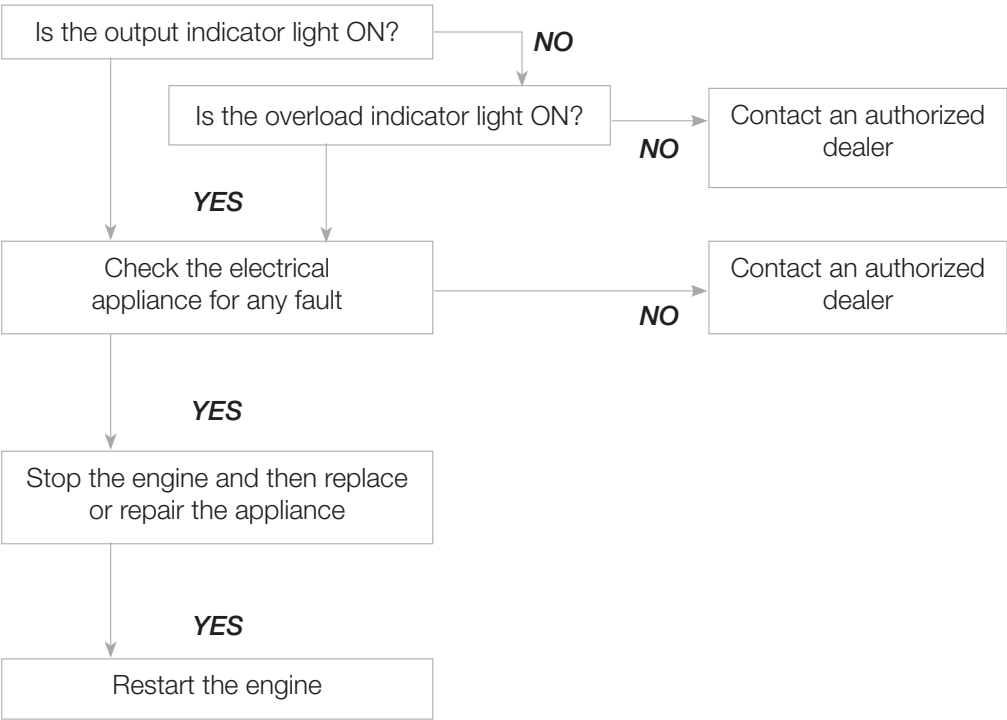 Is the output indicator light ON?
NO
Is the overload indicator light ON?
NO
Contact an authorized
dealer
YES
Check the electrical
appliance for any fault
NO
Contact an authorized
dealer
YES
Stop the engine and then replace
or repair the appliance
YES
Restart the engine